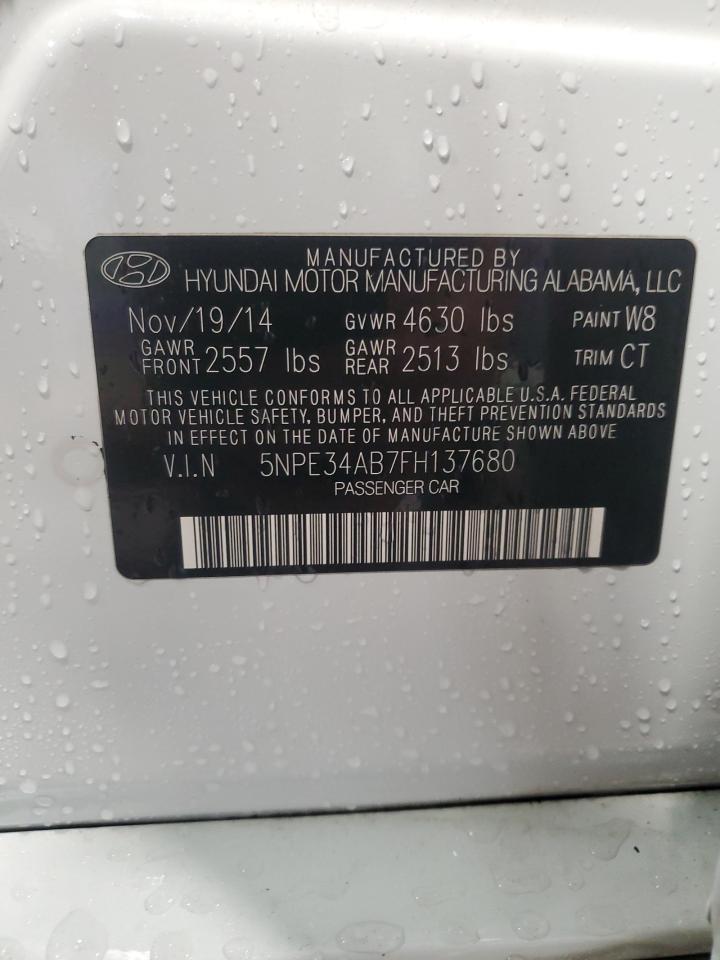 MANUFACTURED BY
HYUNDAI MOTOR MANUFACTURING ALABAMA, LLC
Nov/19/14 GVWR 4630 lbs PAINT W8
GAWR FRONT 2557 lbs GAWR REAR 2513 lbs TRIM CT
THIS VEHICLE CONFORMS TO ALL APPLICABLE U.S.A. FEDERAL
MOTOR VEHICLE SAFETY, BUMPER, AND THEFT PREVENTION STANDARDS
IN EFFECT ON THE DATE OF MANUFACTURE SHOWN ABOVE
V.I.N 5NPE34AB7FH137680
PASSENGER CAR